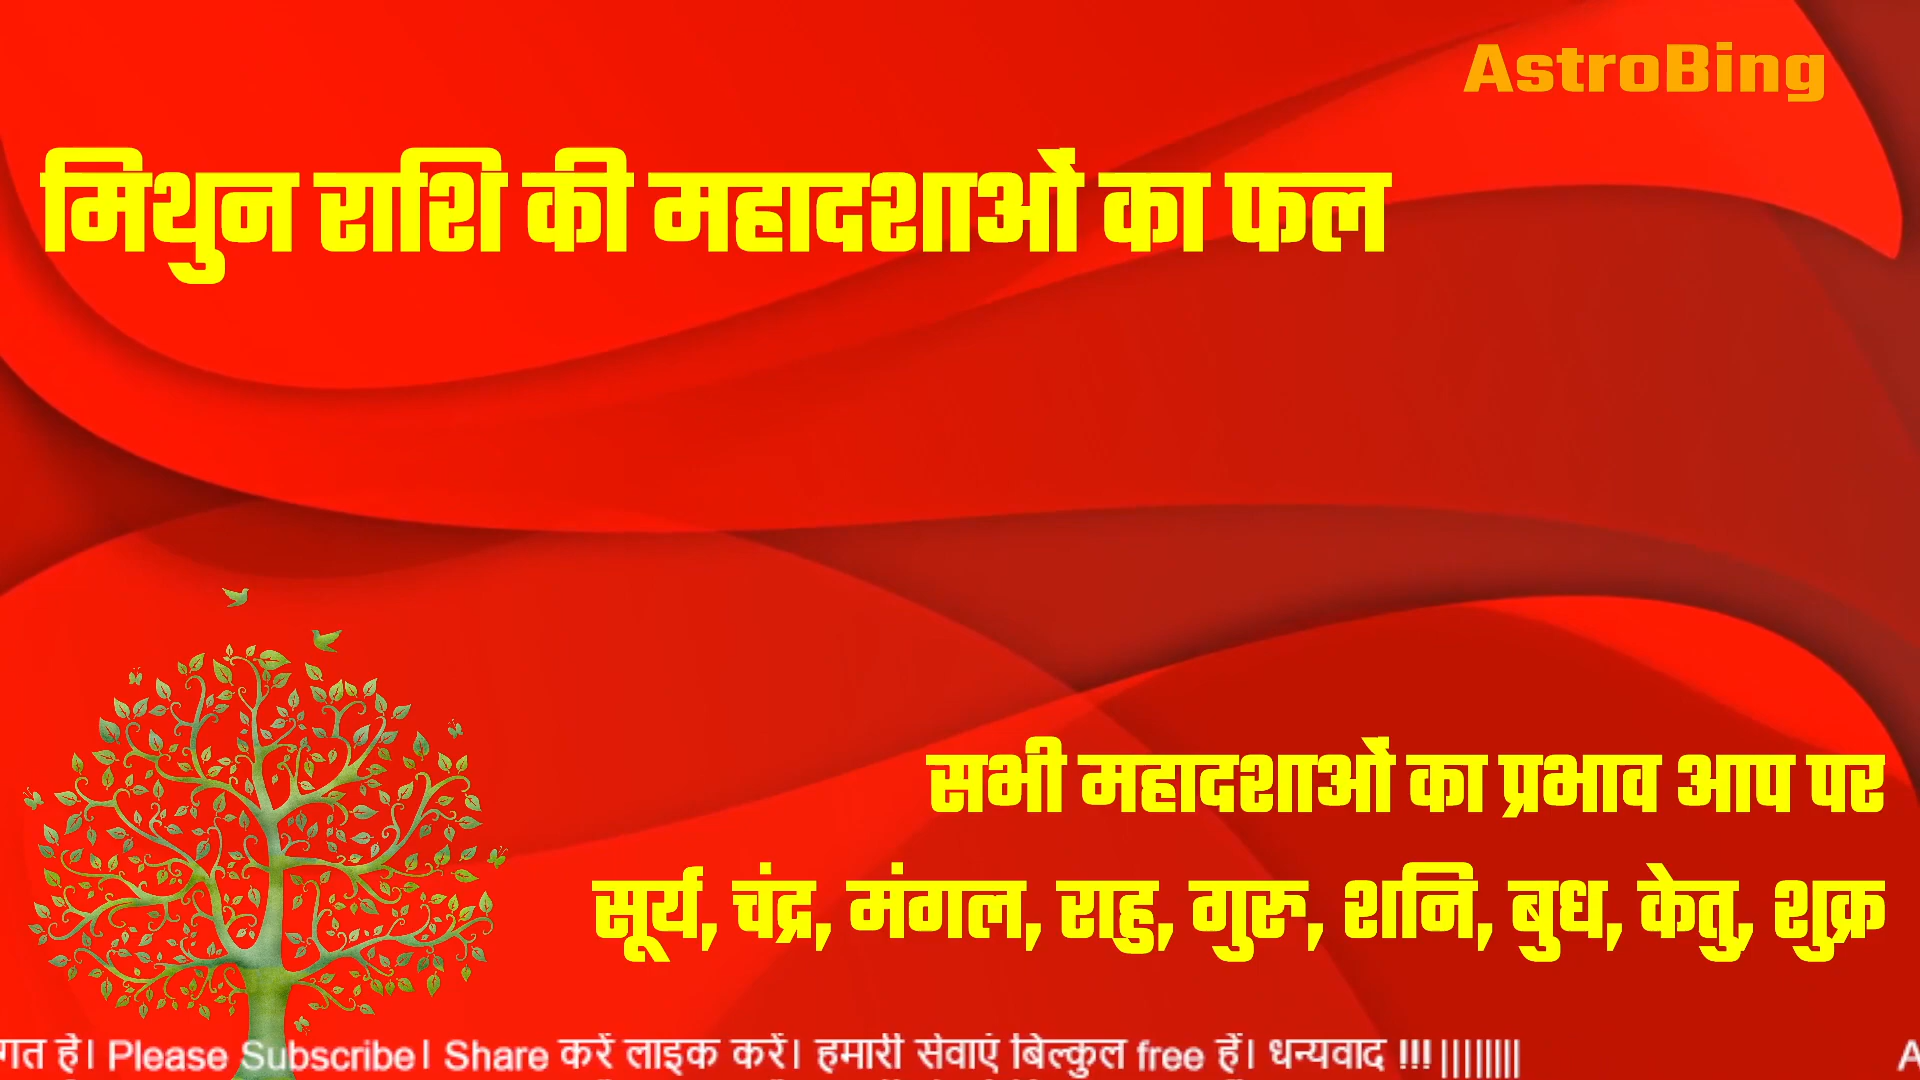 AstroBing
मिथुन राशि की महादशाओं का फल
सभी महादशाओं का प्रभाव आप पर
सूर्य, चंद्र, मंगल, राहु, गुरु, शनि, बुध, केतु, शुक्र
है। Please Subscribe। Share करें लाइक करें। हमारी सेवाएं बिल्कुल free हैं। धन्यवाद !!! ||||||||